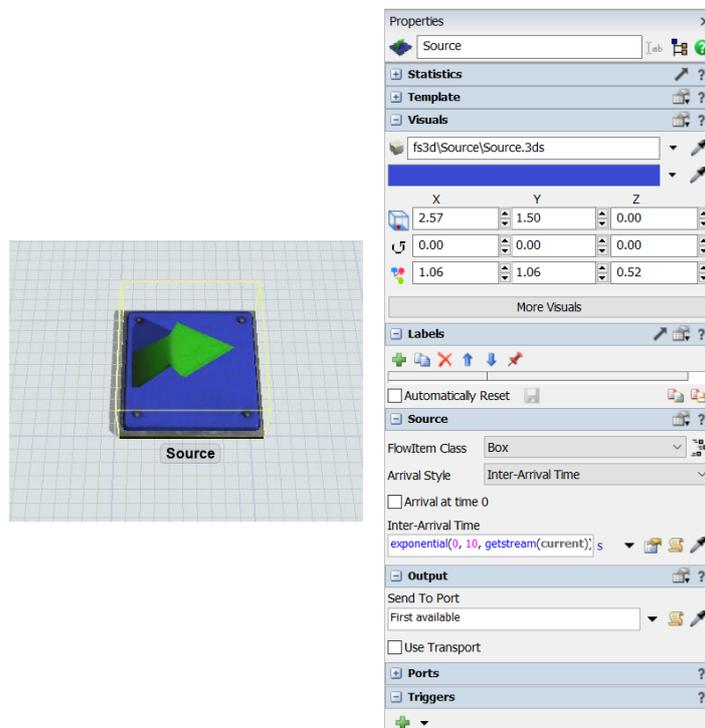 Properties
Source
Statistics
Template
Visuals
fs3d\Source\Source.3ds
X Y Z
2.57 1.50 0.00
0.00 0.00 0.00
1.06 1.06 0.52
More Visuals
Labels
Automatically Reset
Source
FlowItem Class Box
Arrival Style Inter-Arrival Time
Arrival at time 0
Inter-Arrival Time
exponential(0, 10, getstream(current)) s
Output
Send To Port
First available
Use Transport
Ports
Triggers
Source